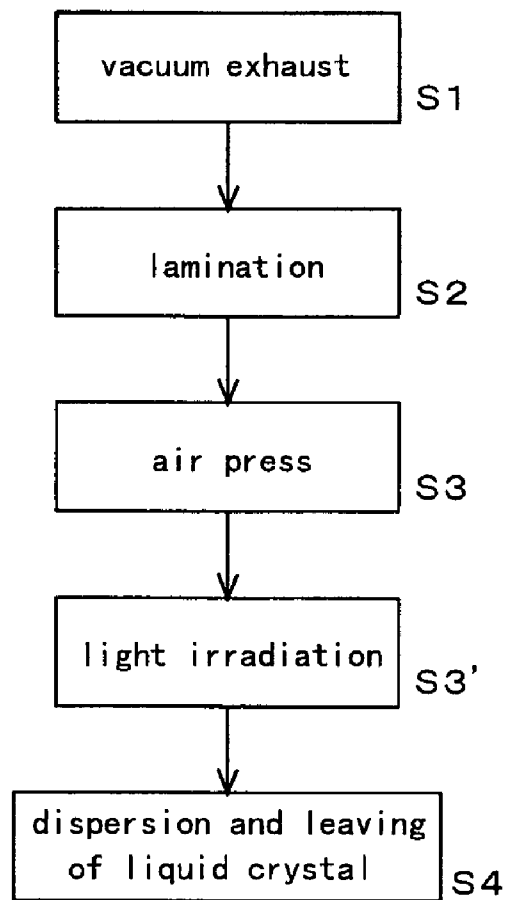 vacuum exhaust
S1
lamination
S2
air press
S3
light irradiation
S3'
dispersion and leaving
of liquid crystal
S4